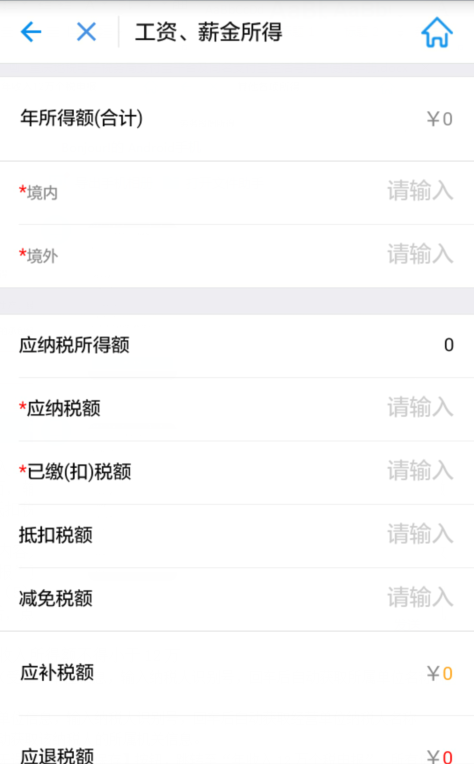 工资、薪金所得
年所得额(合计) ￥0
*境内 请输入
*境外 请输入
应纳税所得额 0
*应纳税额 请输入
*已缴(扣)税额 请输入
抵扣税额 请输入
减免税额 请输入
应补税额 ￥0
应退税额 ￥0